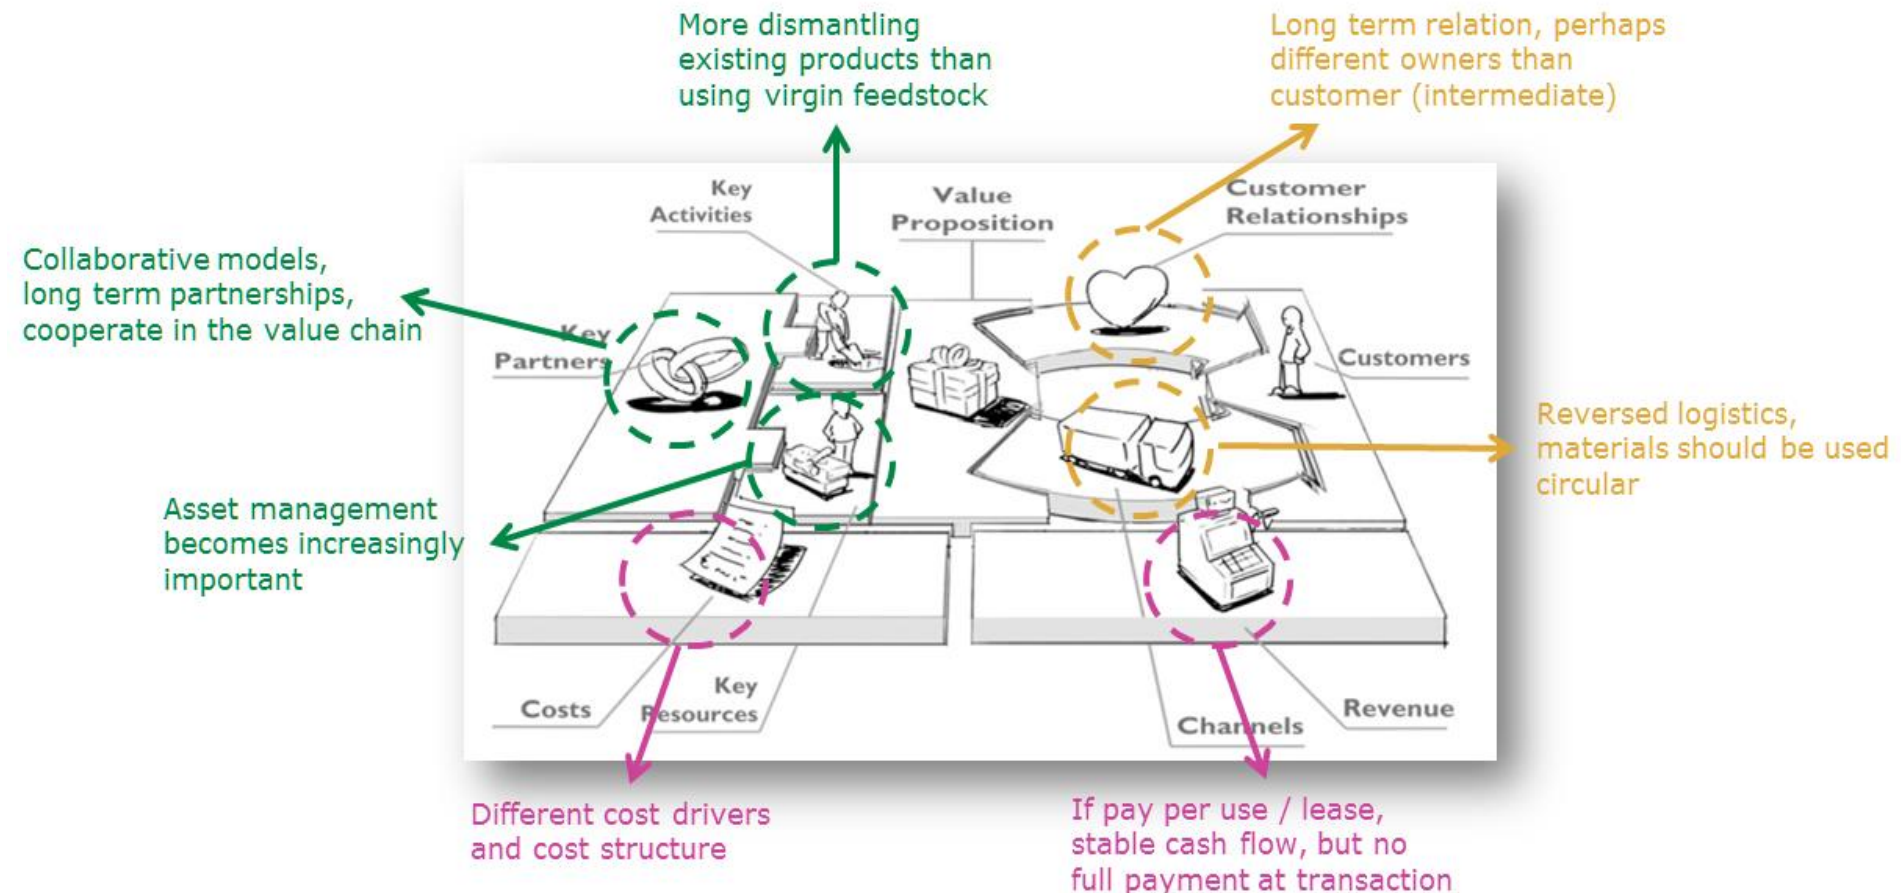 More dismantling
existing products than
using virgin feedstock
Long term relation, perhaps
different owners than
customer (intermediate)
Key
Activities
Value
Proposition
Customer
Relationships
Collaborative models,
long term partnerships,
cooperate in the value chain
Key
Partners
Customers
Reversed logistics,
materials should be used
circular
Asset management
becomes increasingly
important
Costs
Key
Resources
Channels
Revenue
Different cost drivers
and cost structure
If pay per use / lease,
stable cash flow, but no
full payment at transaction